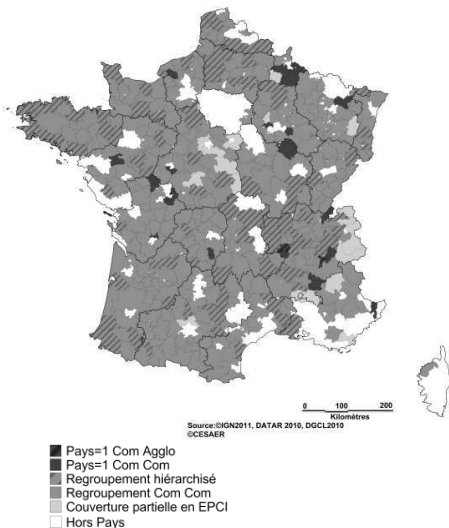 0 100 200
Kilomètres
Source:©IGN2011, DATAR 2010, DGCL2010
©CESAER
Pays=1 Com Agglo
Pays=1 Com Com
Regroupement hiérarchisé
Regroupement Com Com
Couverture partielle en EPCI
Hors Pays